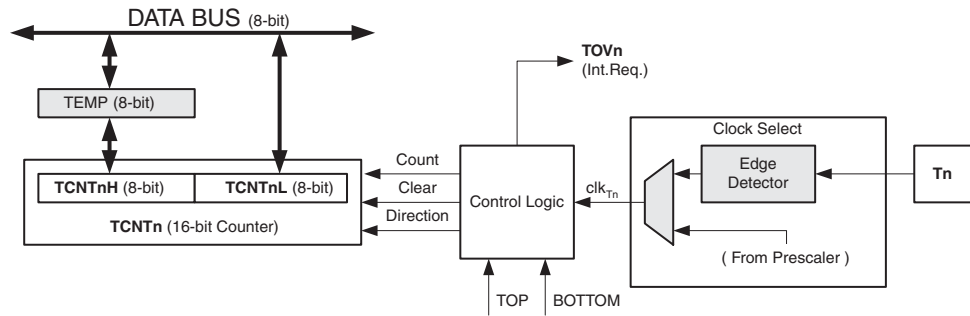 DATA BUS (8-bit)
TOVn
(Int.Req.)
TEMP (8-bit)
Clock Select
Count
Edge
Detector
Tn
TCNTnH (8-bit) TCNTnL (8-bit)
Clear
Control Logic
clkTn
TCNTn (16-bit Counter)
Direction
( From Prescaler )
TOP
BOTTOM